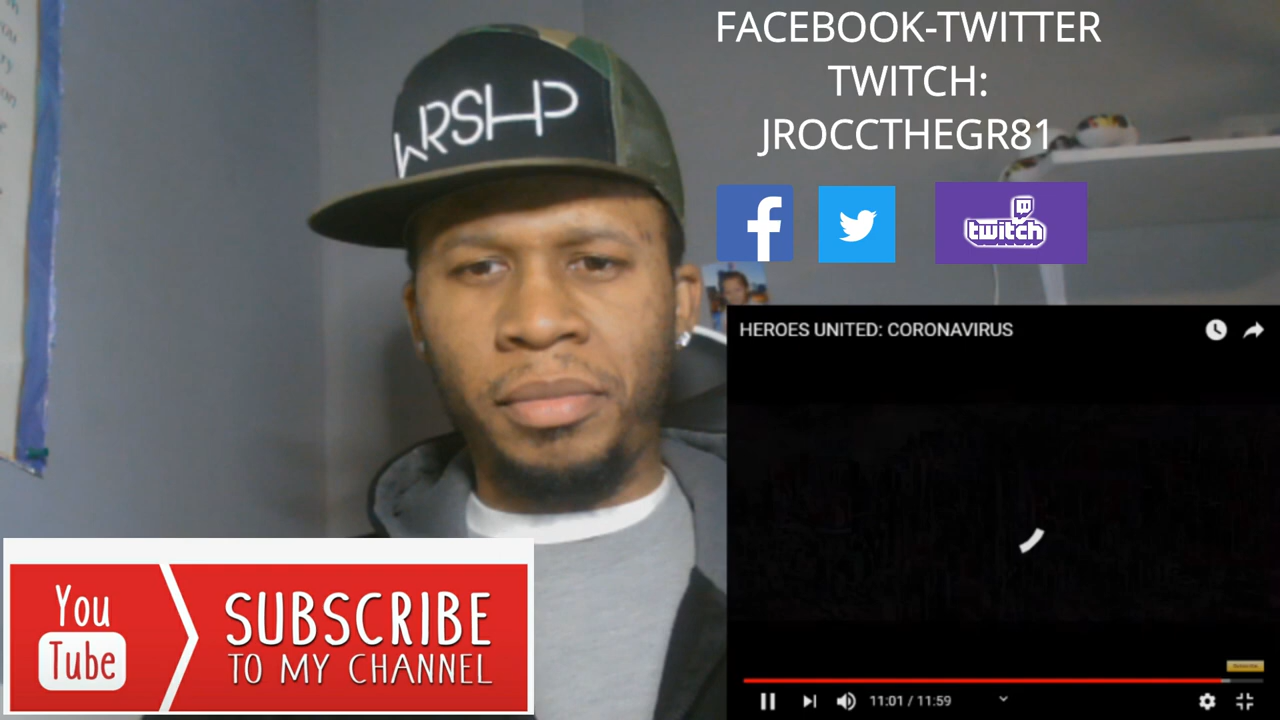 FACEBOOK-TWITTER
TWITCH:
JROCCTHEGR81
WRSHP
f
twitch
HEROES UNITED: CORONAVIRUS
You
Tube
SUBSCRIBE
TO MY CHANNEL
11:01 / 11:59